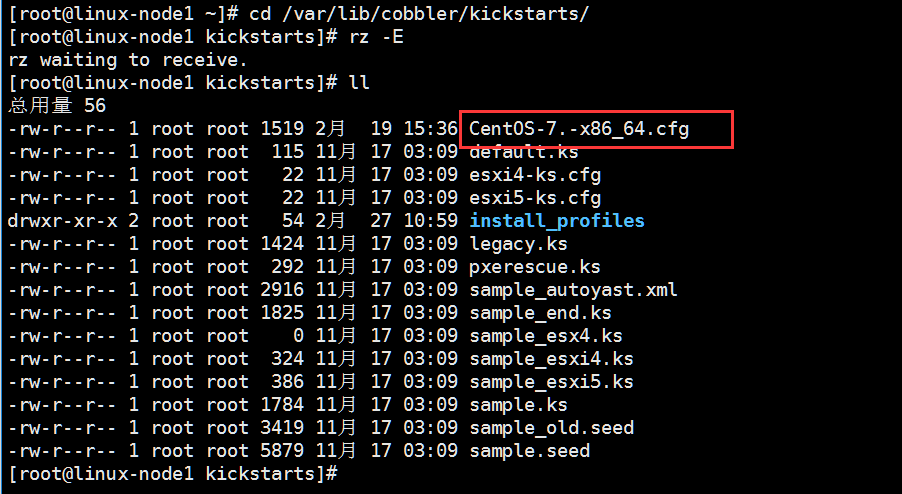 [root@linux-node1 ~]# cd /var/lib/cobbler/kickstarts/
[root@linux-node1 kickstarts]# rz -E
rz waiting to receive.
[root@linux-node1 kickstarts]# ll
总用量 56
-rw-r--r-- 1 root root 1519 2月  19 15:36 CentOS-7.-x86_64.cfg
-rw-r--r-- 1 root root  115 11月 17 03:09 default.ks
-rw-r--r-- 1 root root   22 11月 17 03:09 esxi4-ks.cfg
-rw-r--r-- 1 root root   22 11月 17 03:09 esxi5-ks.cfg
drwxr-xr-x 2 root root   54 2月  27 10:59 install_profiles
-rw-r--r-- 1 root root 1424 11月 17 03:09 legacy.ks
-rw-r--r-- 1 root root  292 11月 17 03:09 pxerescue.ks
-rw-r--r-- 1 root root 2916 11月 17 03:09 sample_autoyast.xml
-rw-r--r-- 1 root root 1825 11月 17 03:09 sample_end.ks
-rw-r--r-- 1 root root    0 11月 17 03:09 sample_esx4.ks
-rw-r--r-- 1 root root  324 11月 17 03:09 sample_esxi4.ks
-rw-r--r-- 1 root root  386 11月 17 03:09 sample_esxi5.ks
-rw-r--r-- 1 root root 1784 11月 17 03:09 sample.ks
-rw-r--r-- 1 root root 3419 11月 17 03:09 sample_old.seed
-rw-r--r-- 1 root root 5879 11月 17 03:09 sample.seed
[root@linux-node1 kickstarts]#